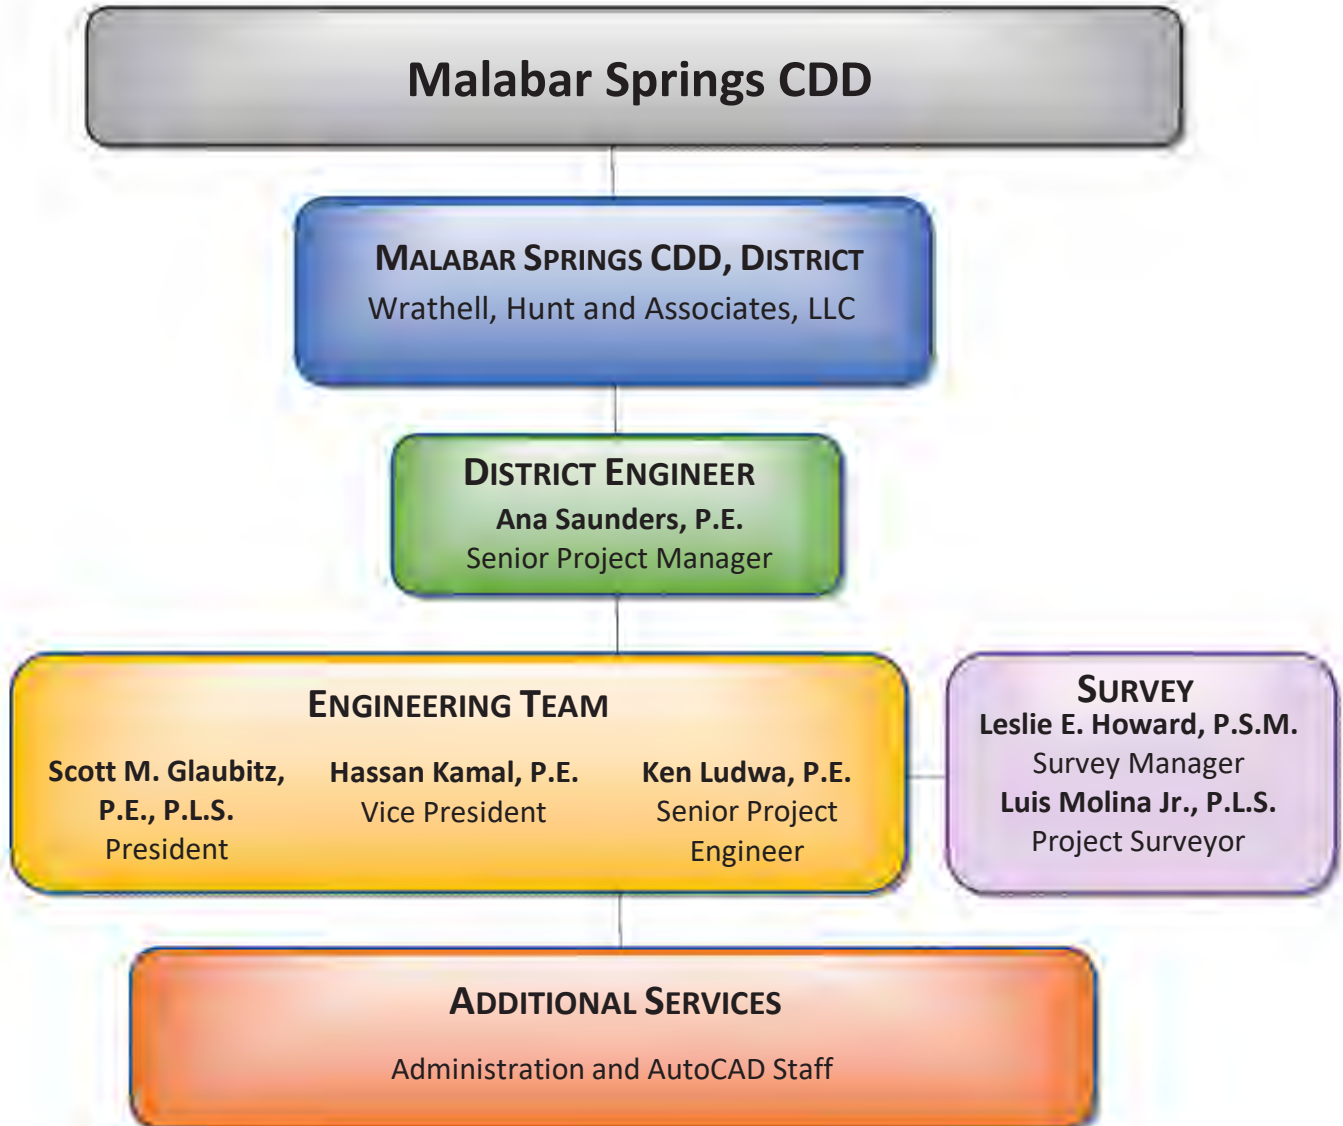 Malabar Springs CDD
MALABAR SPRINGS CDD, DISTRICT
Wrathell, Hunt and Associates, LLC
DISTRICT ENGINEER
Ana Saunders, P.E.
Senior Project Manager
ENGINEERING TEAM
Scott M. Glaubitz,
P.E., P.L.S.
President
Hassan Kamal, P.E.
Vice President
Ken Ludwa, P.E.
Senior Project
Engineer
SURVEY
Leslie E. Howard, P.S.M.
Survey Manager
Luis Molina Jr., P.L.S.
Project Surveyor
ADDITIONAL SERVICES
Administration and AutoCAD Staff